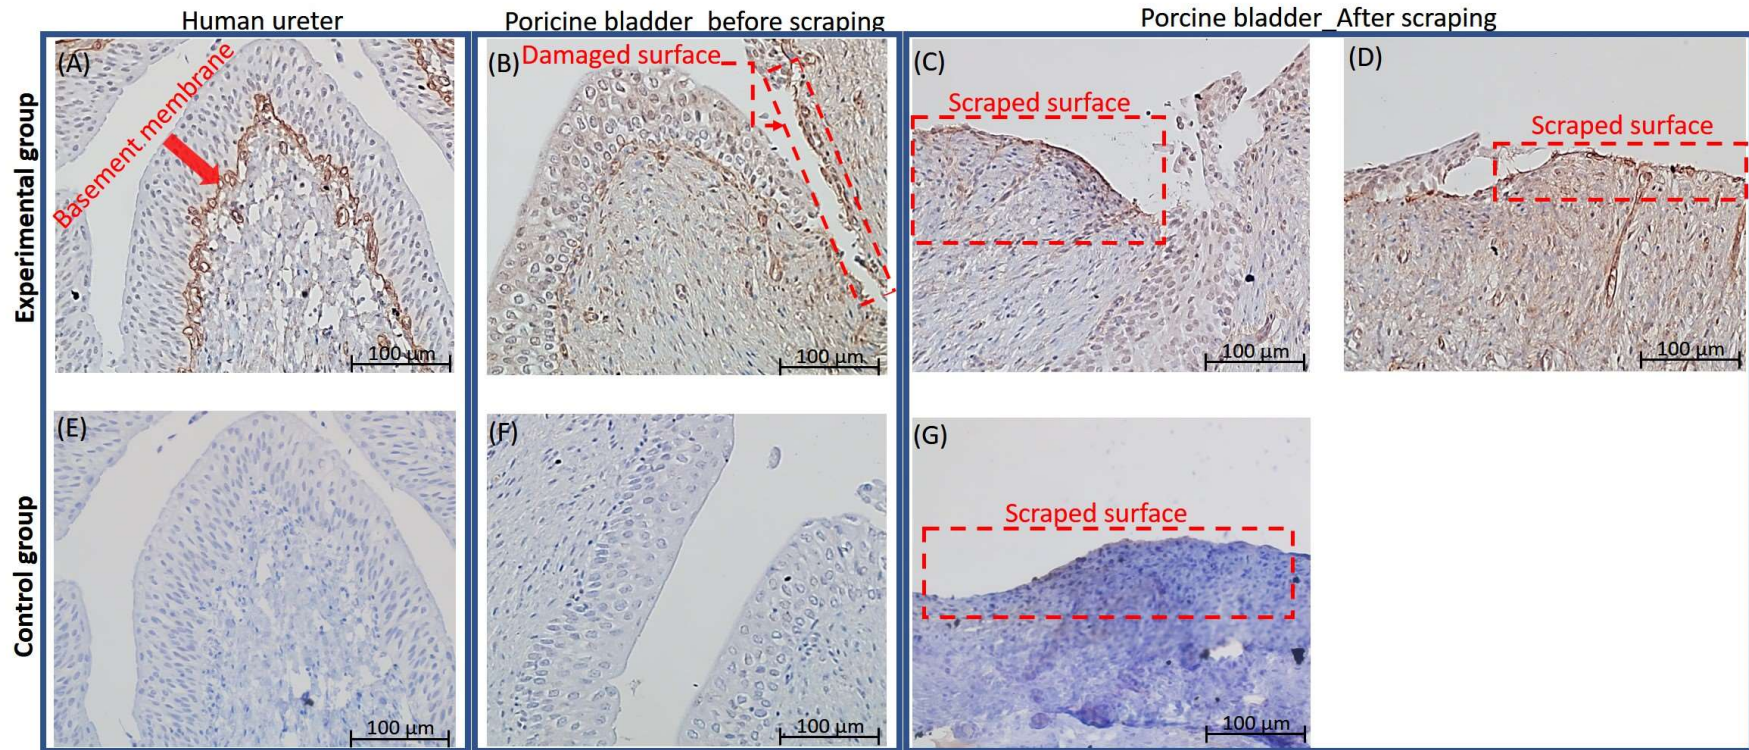 Human ureter
Poricine bladder_before scraping
Porcine bladder_After scraping
Experimental group
(A)
Basement membrane
100 µm
(B)
Damaged surface
100 µm
(C)
Scraped surface
100 µm
(D)
Scraped surface
100 µm
Control group
(E)
100 µm
(F)
100 µm
(G)
Scraped surface
100 µm